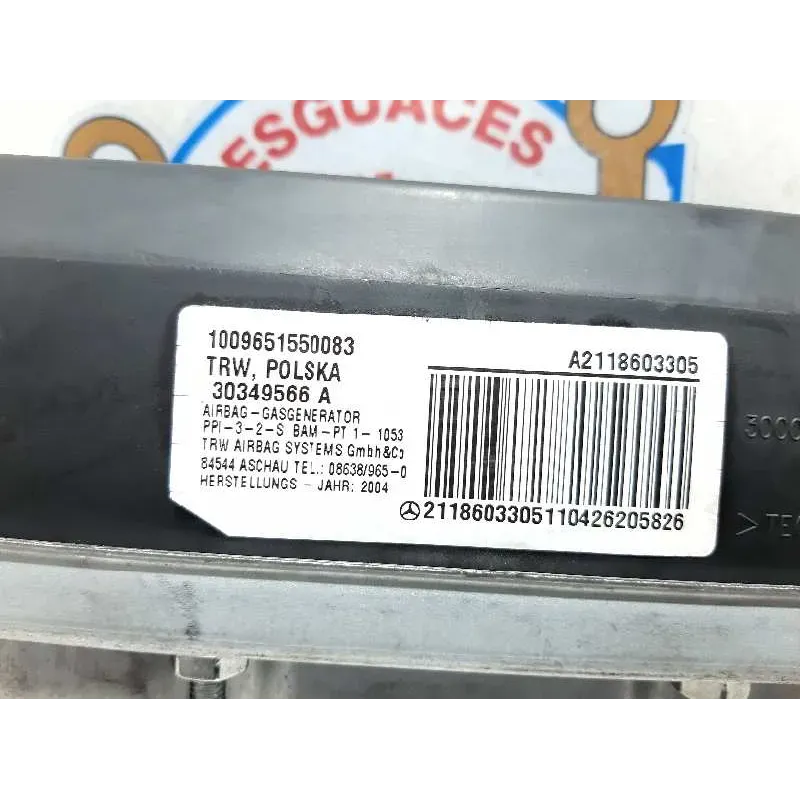 ESGUACES
1009651550083
TRW, POLSKA
30349566 A
AIRBAG-GASGENERATOR
PPI-3-2-S BAM-PT 1- 1053
TRW AIRBAG SYSTEMS GmbH&Co
84544 ASCHAU TEL.: 08638/965-0
HERSTELLUNGS - JAHR: 2004
A2118603305
2118603305110426205826